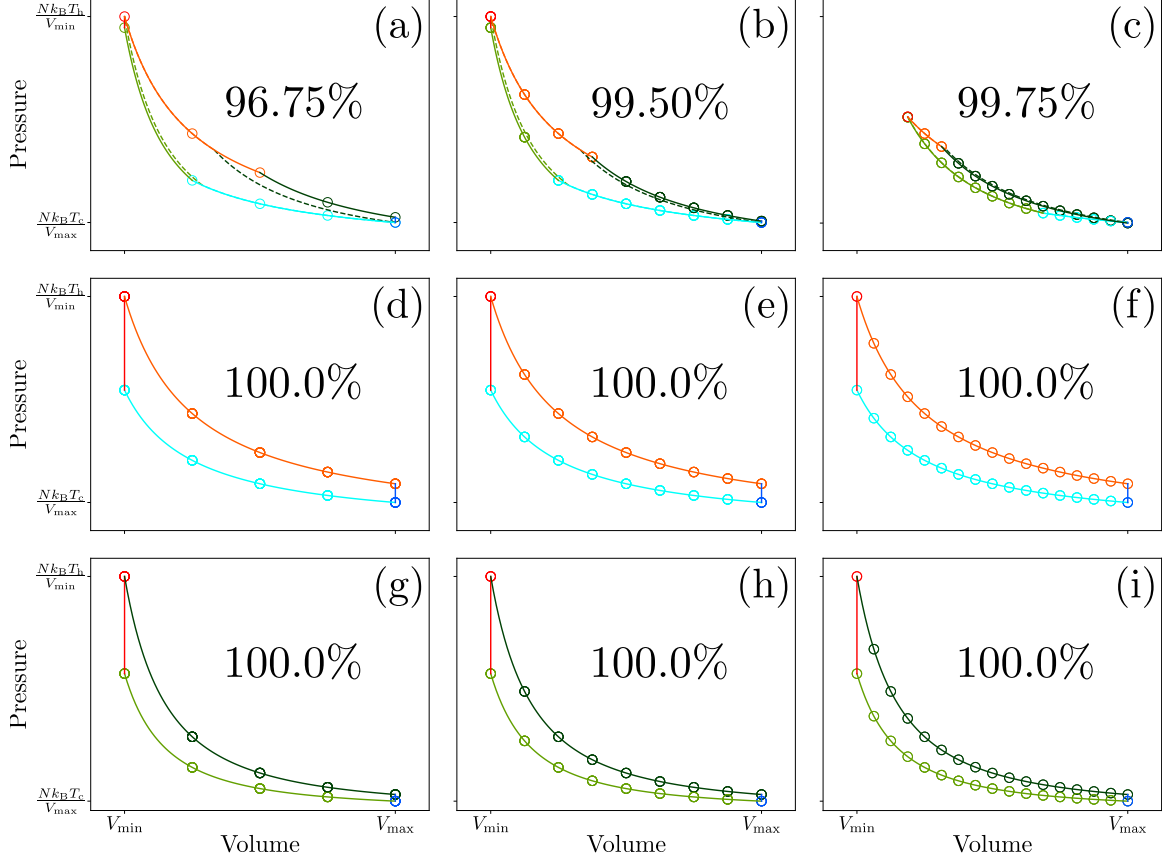 (a) (b) (c)
96.75% 99.50% 99.75%
Pressure
Nk_B T_h / V_min
Nk_B T_c / V_max
(d) (e) (f)
100.0% 100.0% 100.0%
Pressure
Nk_B T_h / V_min
Nk_B T_c / V_max
(g) (h) (i)
100.0% 100.0% 100.0%
Pressure
Nk_B T_h / V_min
Nk_B T_c / V_max
V_min V_max V_min V_max V_min V_max
Volume Volume Volume